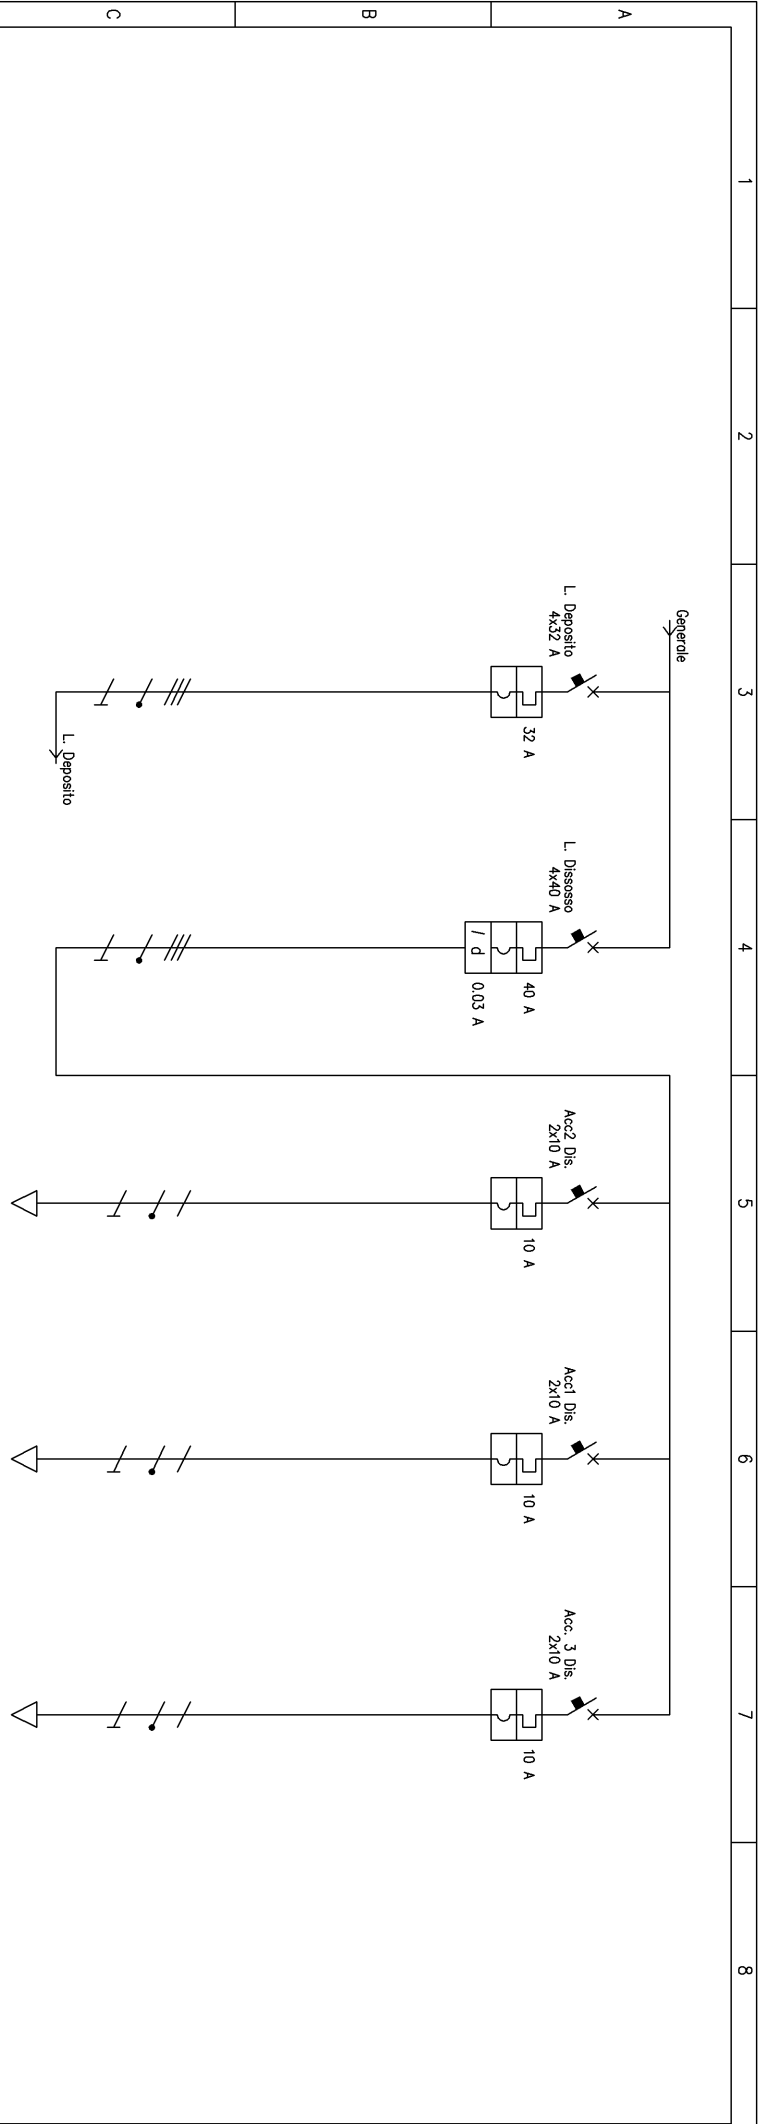 1
2
3
4
5
6
7
8
A
B
C
Generale
L. Deposito
4x32 A
32 A
L. Deposito
L. Dissosso
4x40 A
40 A
I d
0.03 A
Acc2 Dis.
2x10 A
10 A
Acc1 Dis.
2x10 A
10 A
Acc. 3 Dis.
2x10 A
10 A